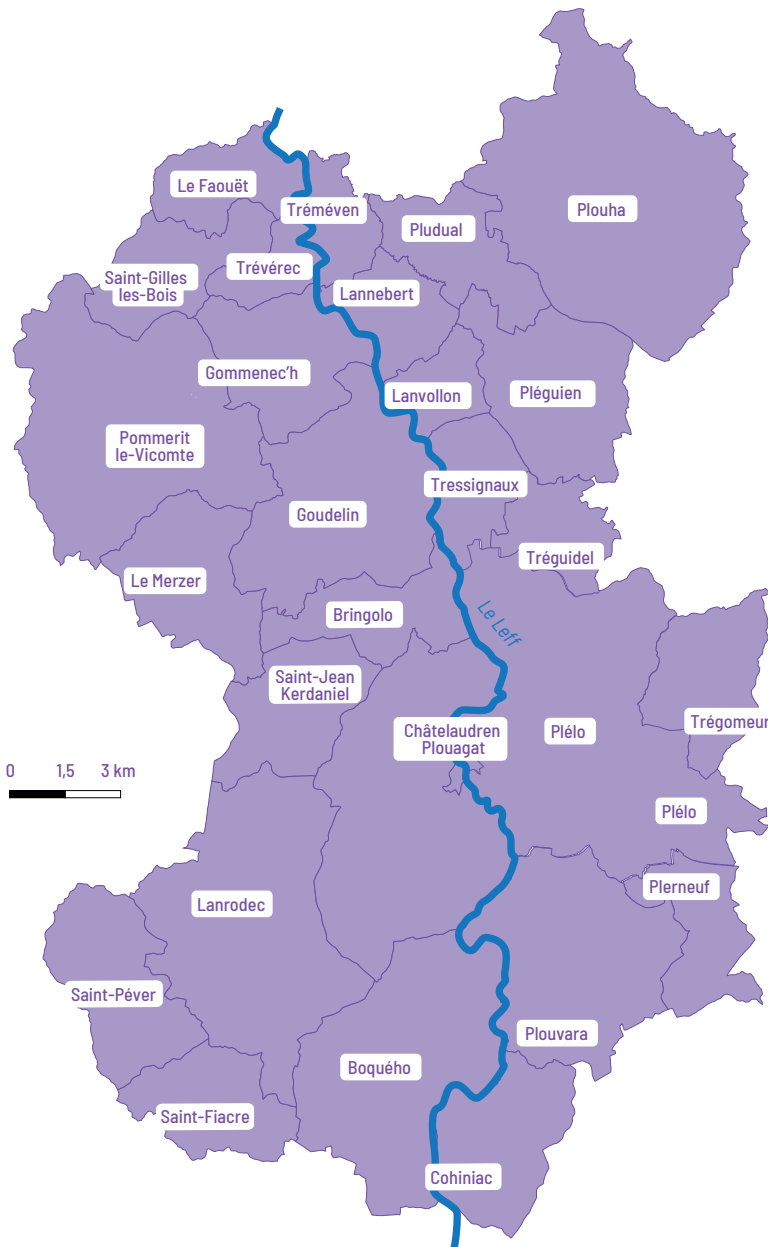 Le Faouët
Tréméven
Pludual
Plouha
Trévérec
Saint-Gilles
les-Bois
Lannebert
Gommenec'h
Lanvollon
Pléguien
Pommerit
le-Vicomte
Tressignaux
Goudelin
Tréguidel
Le Merzer
Bringolo
Le Leff
Saint-Jean
Kerdaniel
Trégomeur
Châtelaudren
Plouagat
Plélo
0 1,5 3 km
Plélo
Plerneuf
Lanrodec
Saint-Péver
Plouvara
Boquého
Saint-Fiacre
Cohiniac